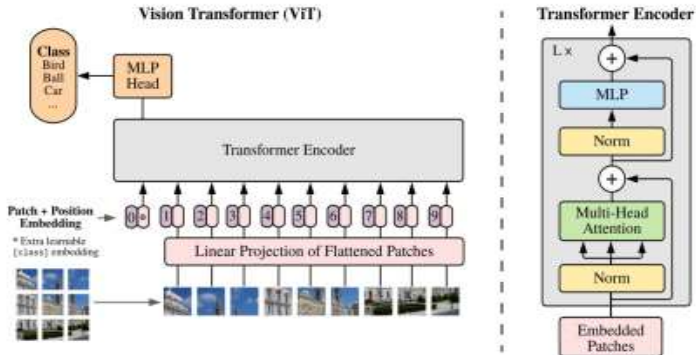 Vision Transformer (ViT)
Class
Bird
Ball
Car
...
MLP
Head
Transformer Encoder
Patch + Position
Embedding
* Extra learnable
[class] embedding
0 *
1
2
3
4
5
6
7
8
9
Linear Projection of Flattened Patches
Transformer Encoder
L ×
+
MLP
Norm
+
Multi-Head
Attention
Norm
Embedded
Patches